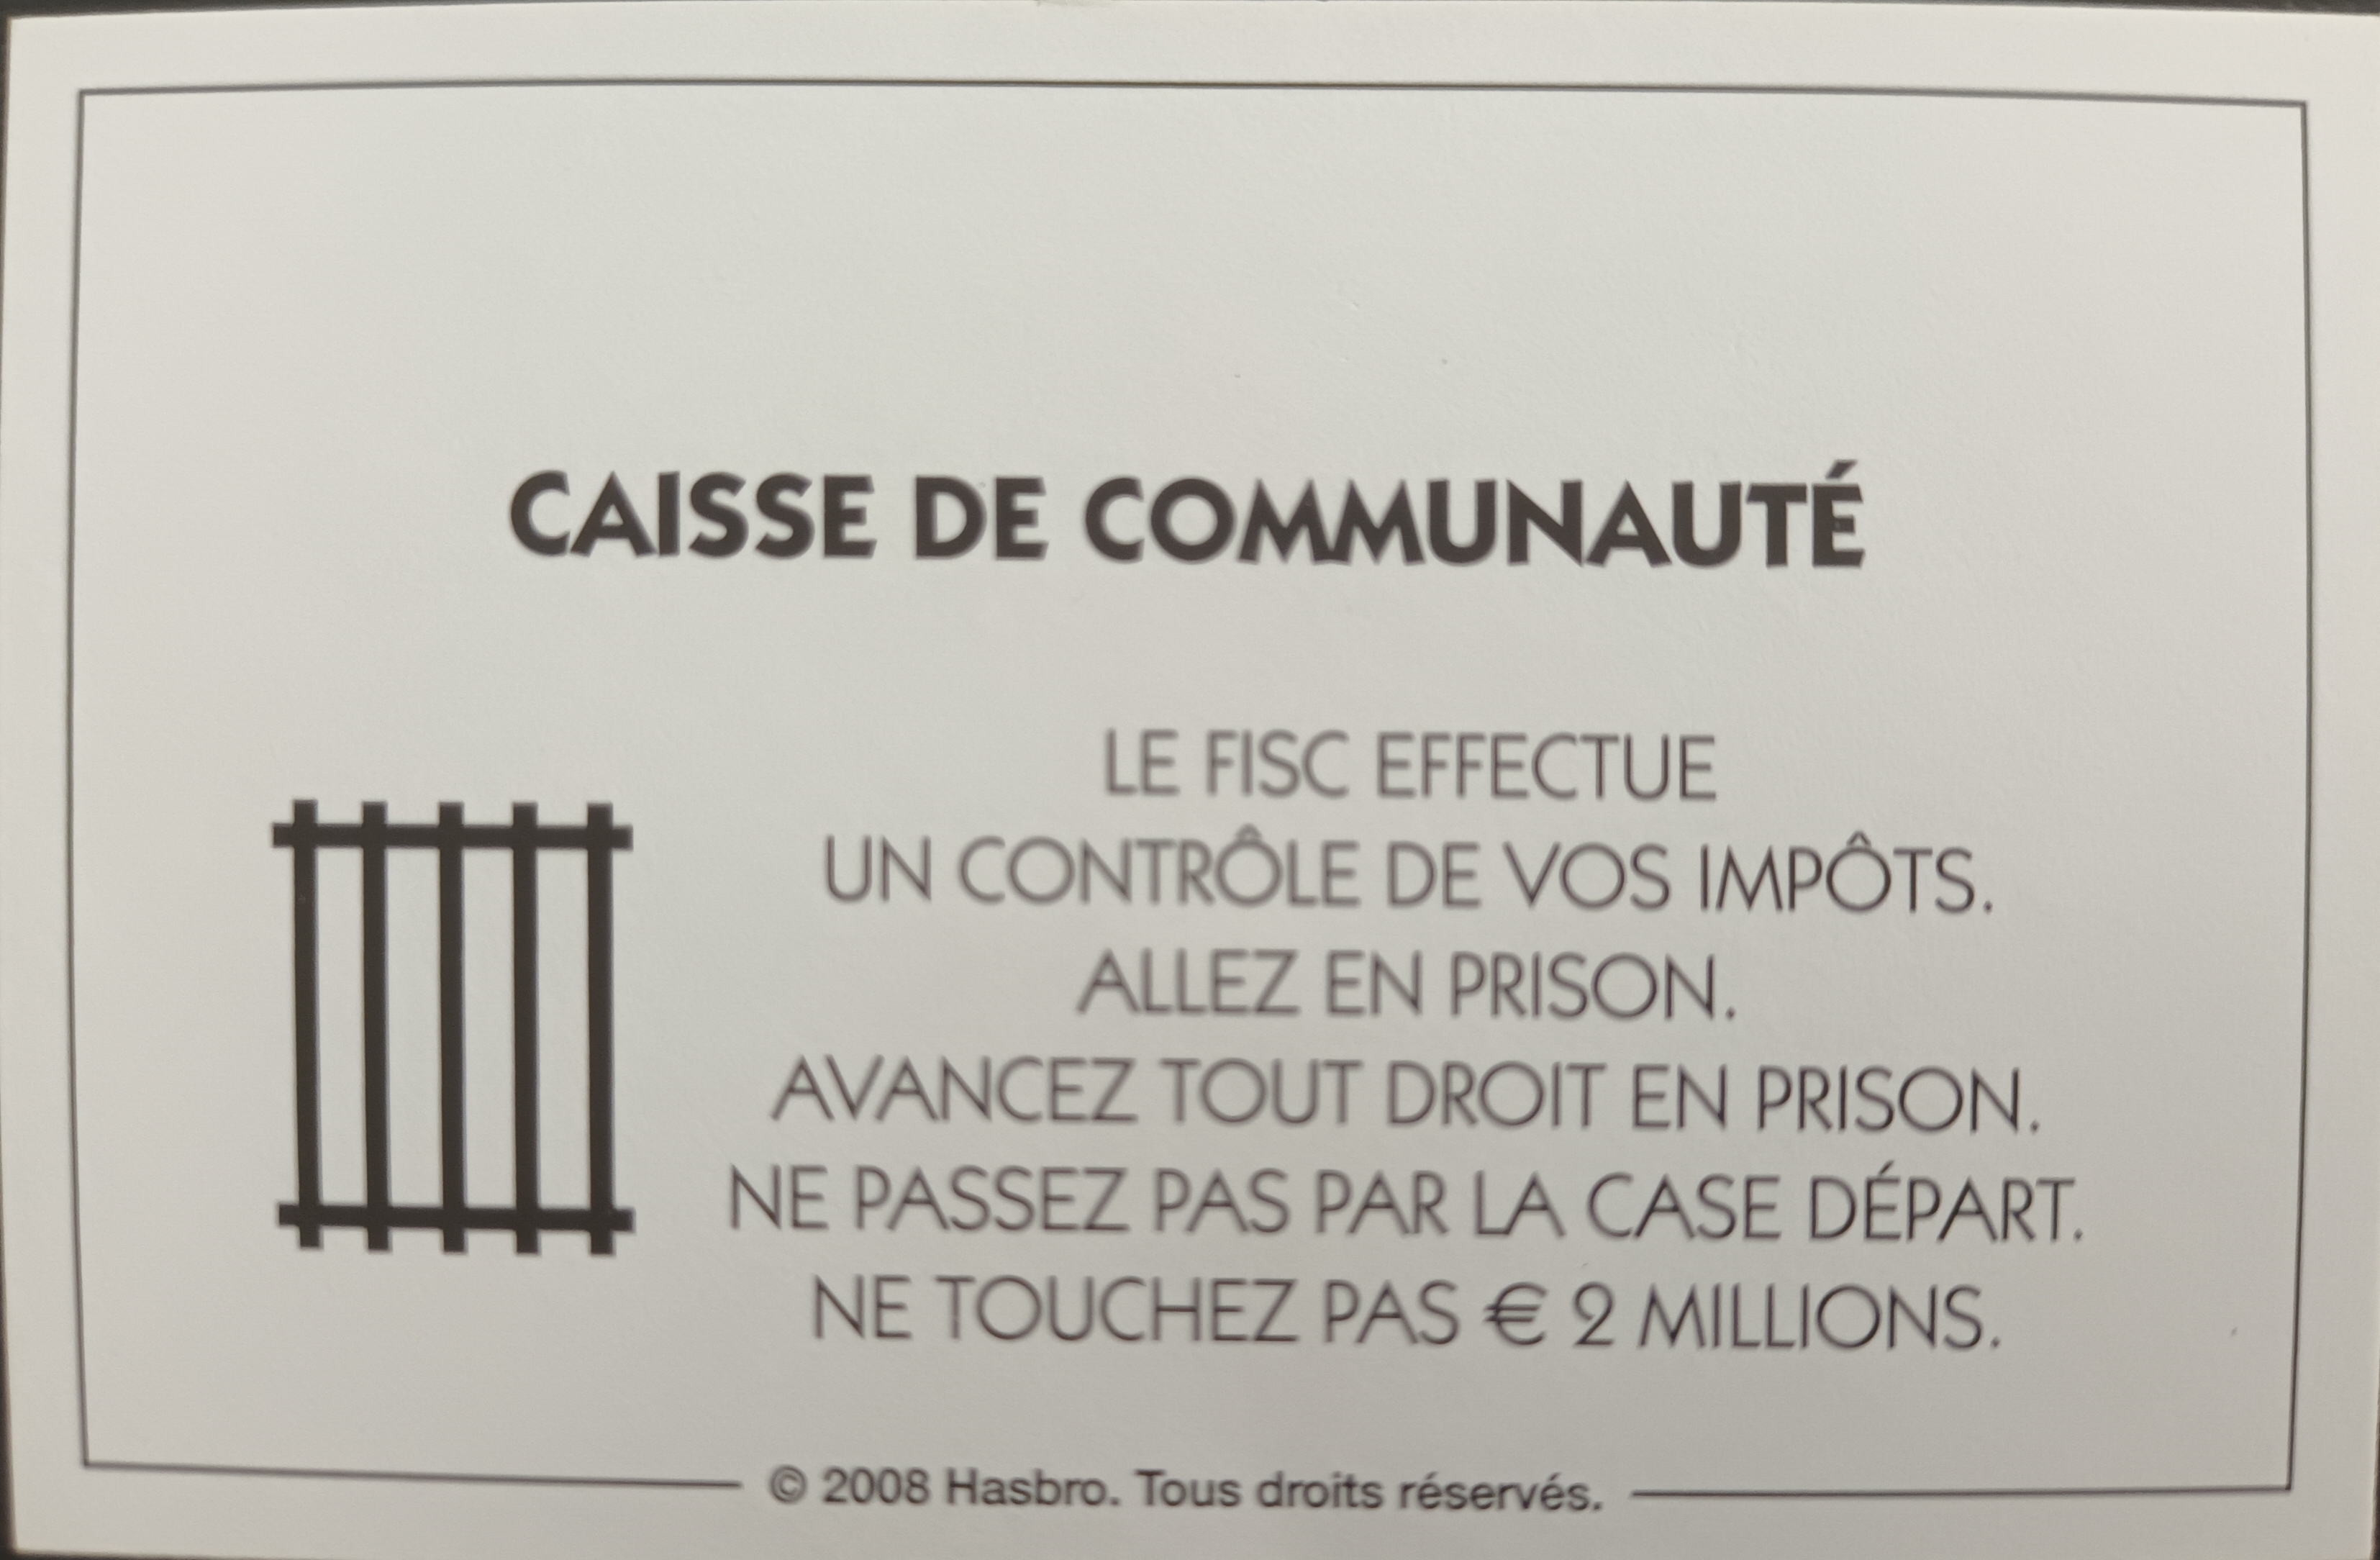 CAISSE DE COMMUNAUTÉ
LE FISC EFFECTUE
UN CONTRÔLE DE VOS IMPÔTS.
ALLEZ EN PRISON.
AVANCEZ TOUT DROIT EN PRISON.
NE PASSEZ PAS PAR LA CASE DÉPART.
NE TOUCHEZ PAS € 2 MILLIONS.
© 2008 Hasbro. Tous droits réservés.